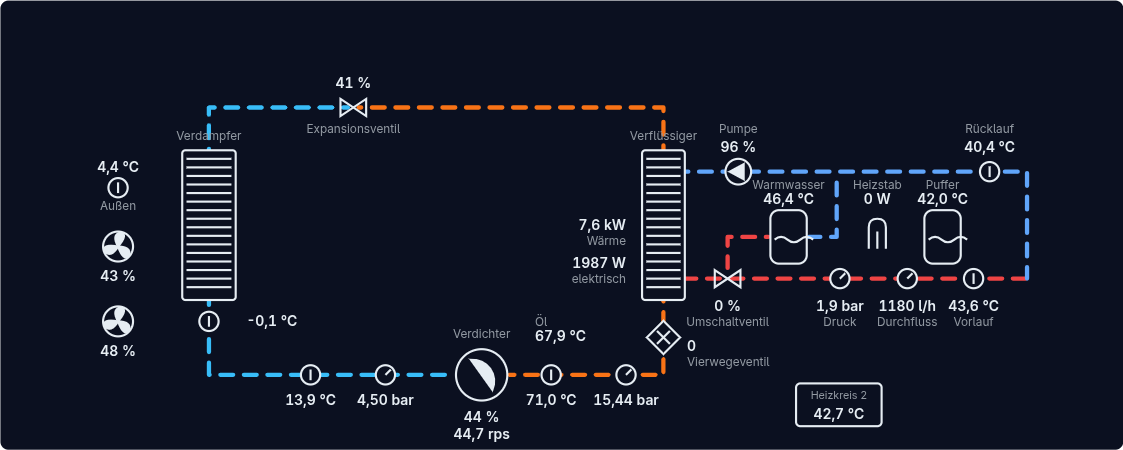 41 %
Expansionsventil
Verdampfer
Verflüssiger
Pumpe
96 %
Rücklauf
40,4 °C
4,4 °C
Außen
43 %
48 %
Warmwasser
46,4 °C
Heizstab
0 W
Puffer
42,0 °C
7,6 kW
Wärme
1987 W
elektrisch
-0,1 °C
0 %
Umschaltventil
1,9 bar
Druck
1180 l/h
Durchfluss
43,6 °C
Vorlauf
Verdichter
Öl
67,9 °C
0
Vierwegeventil
13,9 °C
4,50 bar
44 %
44,7 rps
71,0 °C
15,44 bar
Heizkreis 2
42,7 °C